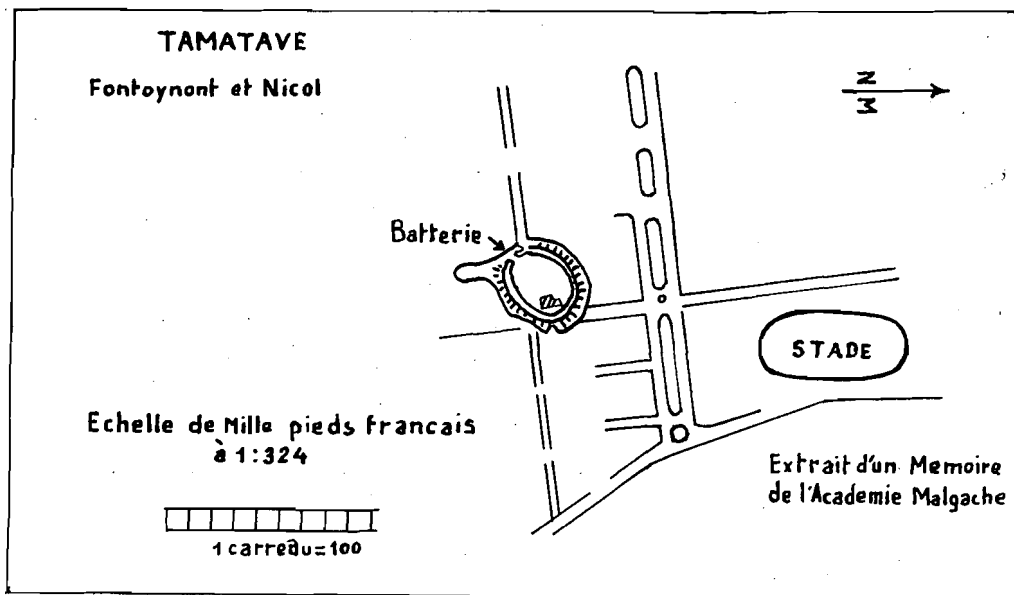 TAMATAVE
Fontoynont et Nicol
N
M
Batterie
STADE
Echelle de Mille pieds francais
à 1:324
1 carreau=100
Extrait d'un Memoire
de l'Academie Malgache